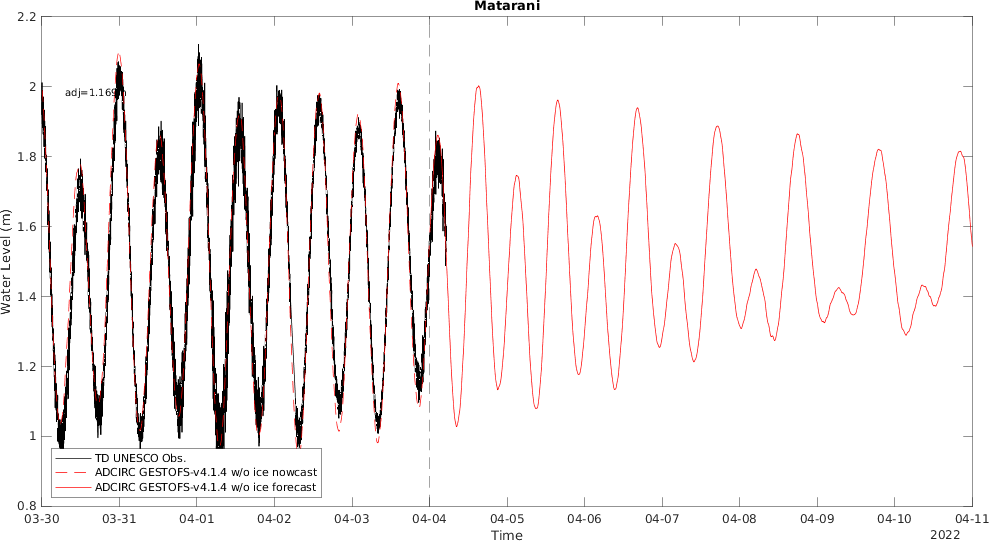 Matarani
2.2
2
1.8
1.6
1.4
1.2
1
0.8
Water Level (m)
adj=1.169m
TD UNESCO Obs.
ADCIRC GESTOFS-v4.1.4 w/o ice nowcast
ADCIRC GESTOFS-v4.1.4 w/o ice forecast
03-30 03-31 04-01 04-02 04-03 04-04 04-05 04-06 04-07 04-08 04-09 04-10 04-11
Time
2022